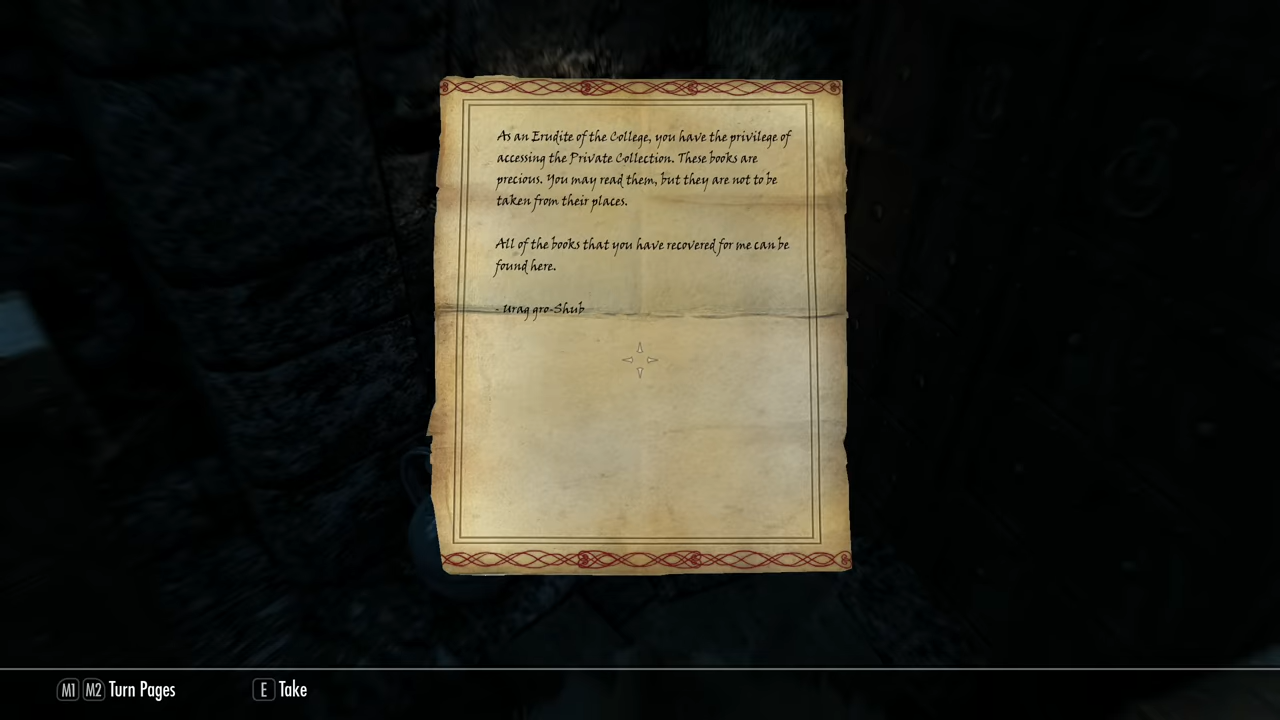 As an Erudite of the College, you have the privilege of
accessing the Private Collection. These books are
precious. You may read them, but they are not to be
taken from their places.
All of the books that you have recovered for me can be
found here.
- Urag gro-Shub
M1 M2 Turn Pages E Take